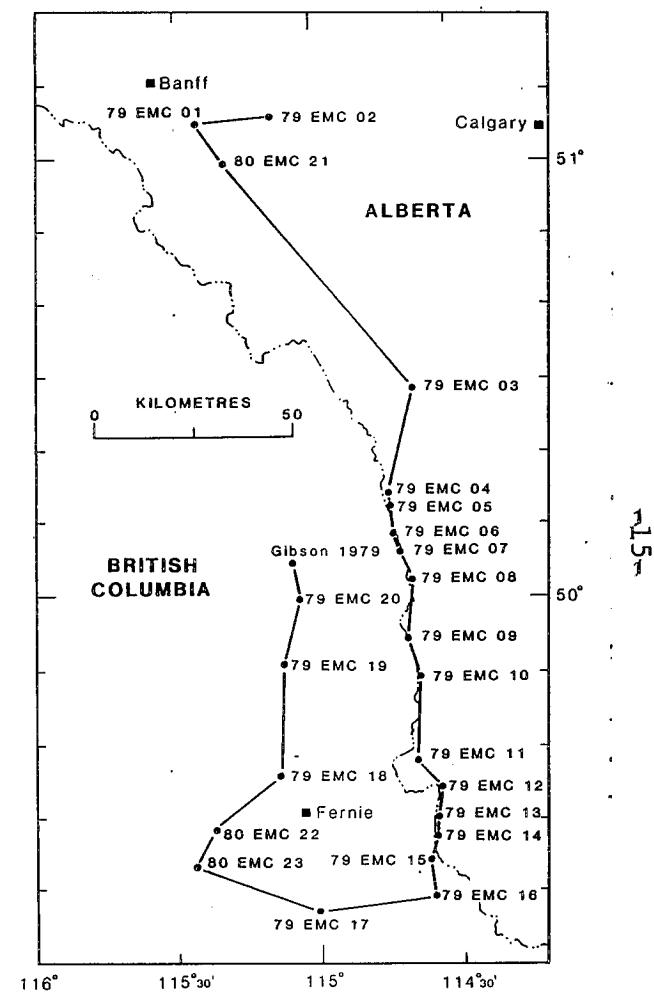 Banff
79 EMC 01
79 EMC 02
Calgary
80 EMC 21
51°
ALBERTA
79 EMC 03
KILOMETRES
0 50
79 EMC 04
79 EMC 05
79 EMC 06
Gibson 1979
79 EMC 07
BRITISH
COLUMBIA
79 EMC 08
79 EMC 20
50°
79 EMC 09
79 EMC 19
79 EMC 10
79 EMC 11
79 EMC 18
79 EMC 12
Fernie
79 EMC 13
80 EMC 22
79 EMC 14
80 EMC 23
79 EMC 15
79 EMC 16
79 EMC 17
116° 115°30' 115° 114°30'
-15-